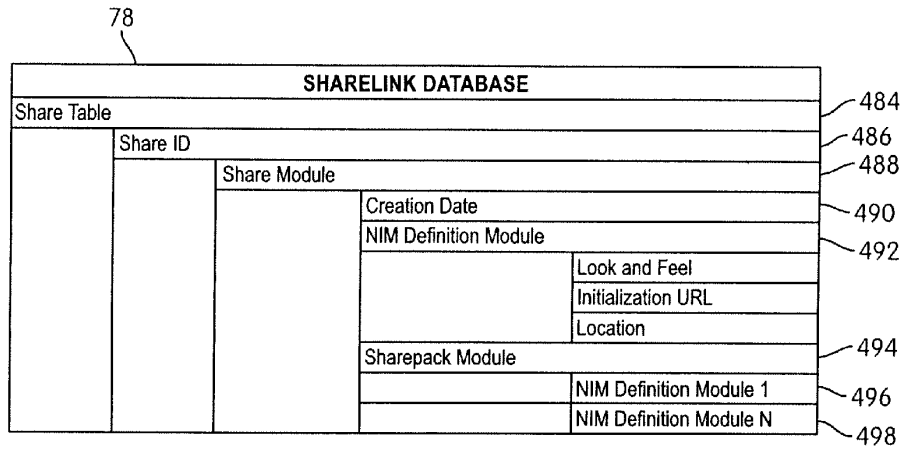 78
SHARELINK DATABASE
Share Table
484
Share ID
486
Share Module
488
Creation Date
490
NIM Definition Module
492
Look and Feel
Initialization URL
Location
Sharepack Module
494
NIM Definition Module 1
496
NIM Definition Module N
498